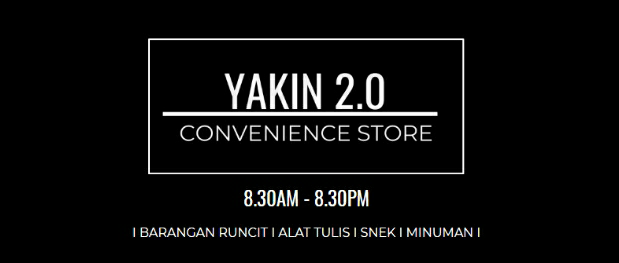 YAKIN 2.0
CONVENIENCE STORE
8.30AM - 8.30PM
I BARANGAN RUNCIT I ALAT TULIS I SNEK I MINUMAN I